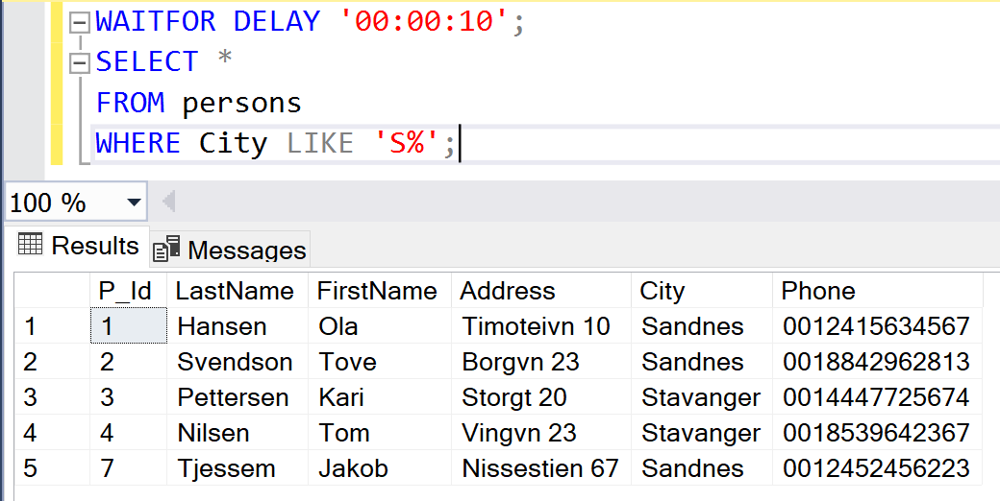 WAITFOR DELAY '00:00:10';
SELECT *
FROM persons
WHERE City LIKE 'S%';
100 %
Results Messages
P_Id LastName FirstName Address City Phone
1 1 Hansen Ola Timoteivn 10 Sandnes 0012415634567
2 2 Svendson Tove Borgvn 23 Sandnes 0018842962813
3 3 Pettersen Kari Storgt 20 Stavanger 0014447725674
4 4 Nilsen Tom Vingvn 23 Stavanger 0018539642367
5 7 Tjessem Jakob Nissestien 67 Sandnes 0012452456223